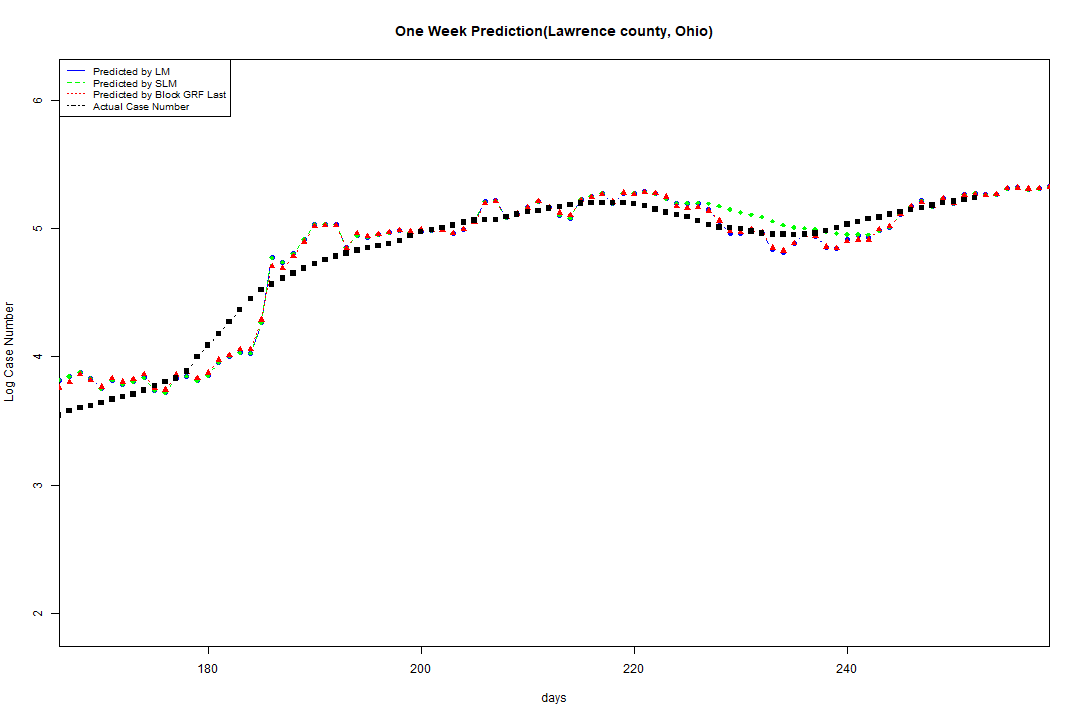 One Week Prediction(Lawrence county, Ohio)
Predicted by LM
Predicted by SLM
Predicted by Block GRF Last
Actual Case Number
6
5
4
3
2
Log Case Number
180
200
220
240
days